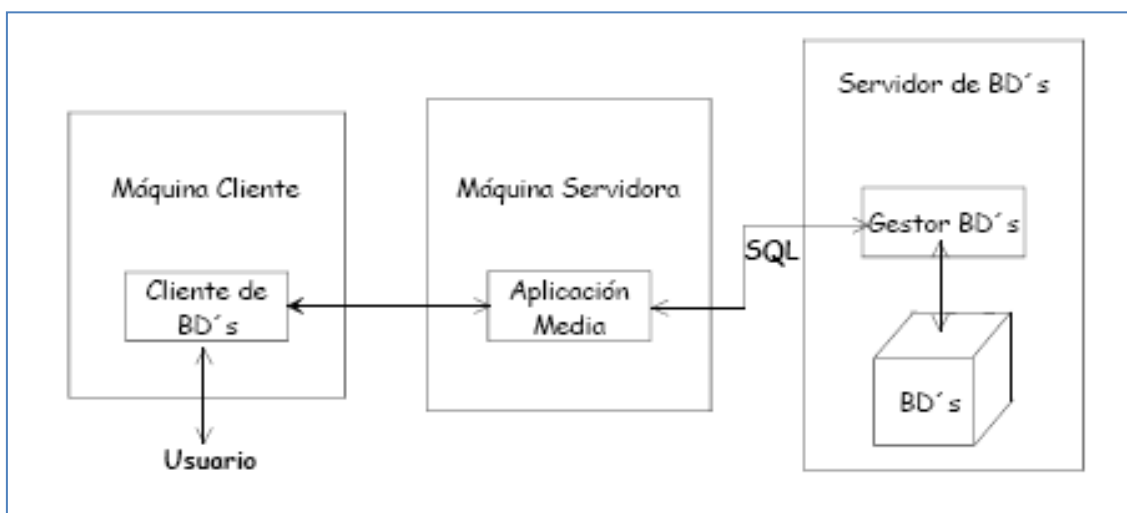 Máquina Cliente
Cliente de
BD´s
Usuario
Máquina Servidora
Aplicación
Media
SQL
Servidor de BD´s
Gestor BD´s
BD´s